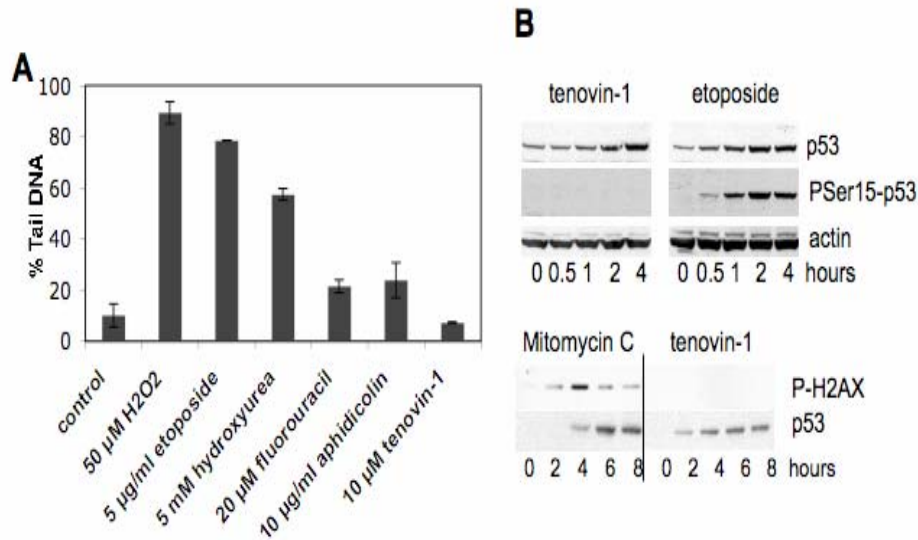 A
100
80
60
40
20
0
% Tail DNA
control
50 µM H2O2
5 µg/ml etoposide
5 mM hydroxyurea
20 µM fluorouracil
10 µg/ml aphidicolin
10 µM tenovin-1
B
tenovin-1 etoposide
p53
PSer15-p53
actin
0 0.5 1 2 4 0 0.5 1 2 4 hours
Mitomycin C tenovin-1
P-H2AX
p53
0 2 4 6 8 0 2 4 6 8 hours